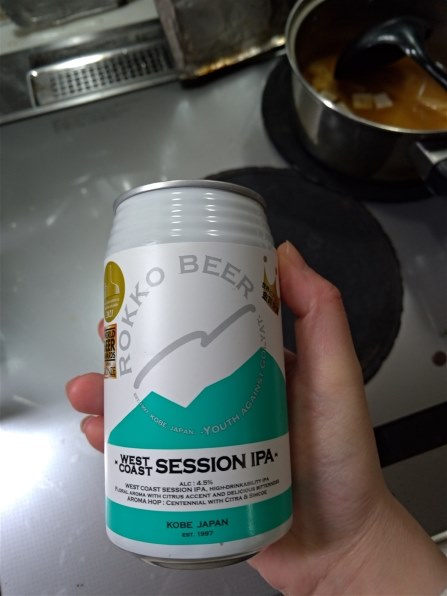 ROKKO BEER
KOBE JAPAN
YOUTH AGAINST
WEST COAST SESSION IPA
ALC : 4.5%
WEST COAST SESSION IPA, HIGH-DRINKABILITY IPA
FLORAL AROMA WITH CITRUS ACCENT AND DELICIOUS BITTERNESS
AROMA HOP : CENTENNIAL WITH CITRA & SIMCOE
KOBE JAPAN
EST. 1997